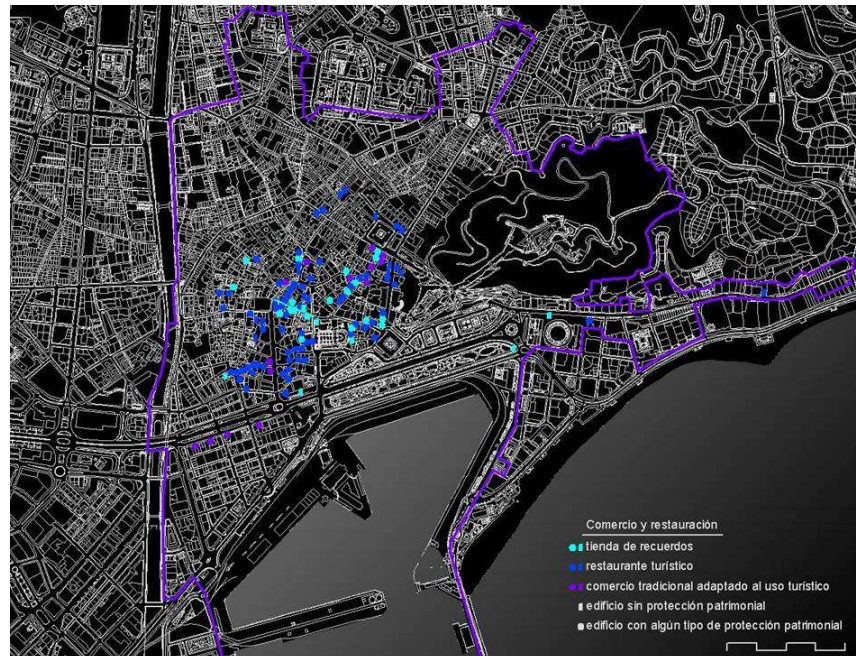 Comercio y restauración
tienda de recuerdos
restaurante turístico
comercio tradicional adaptado al uso turístico
edificio sin protección patrimonial
edificio con algún tipo de protección patrimonial